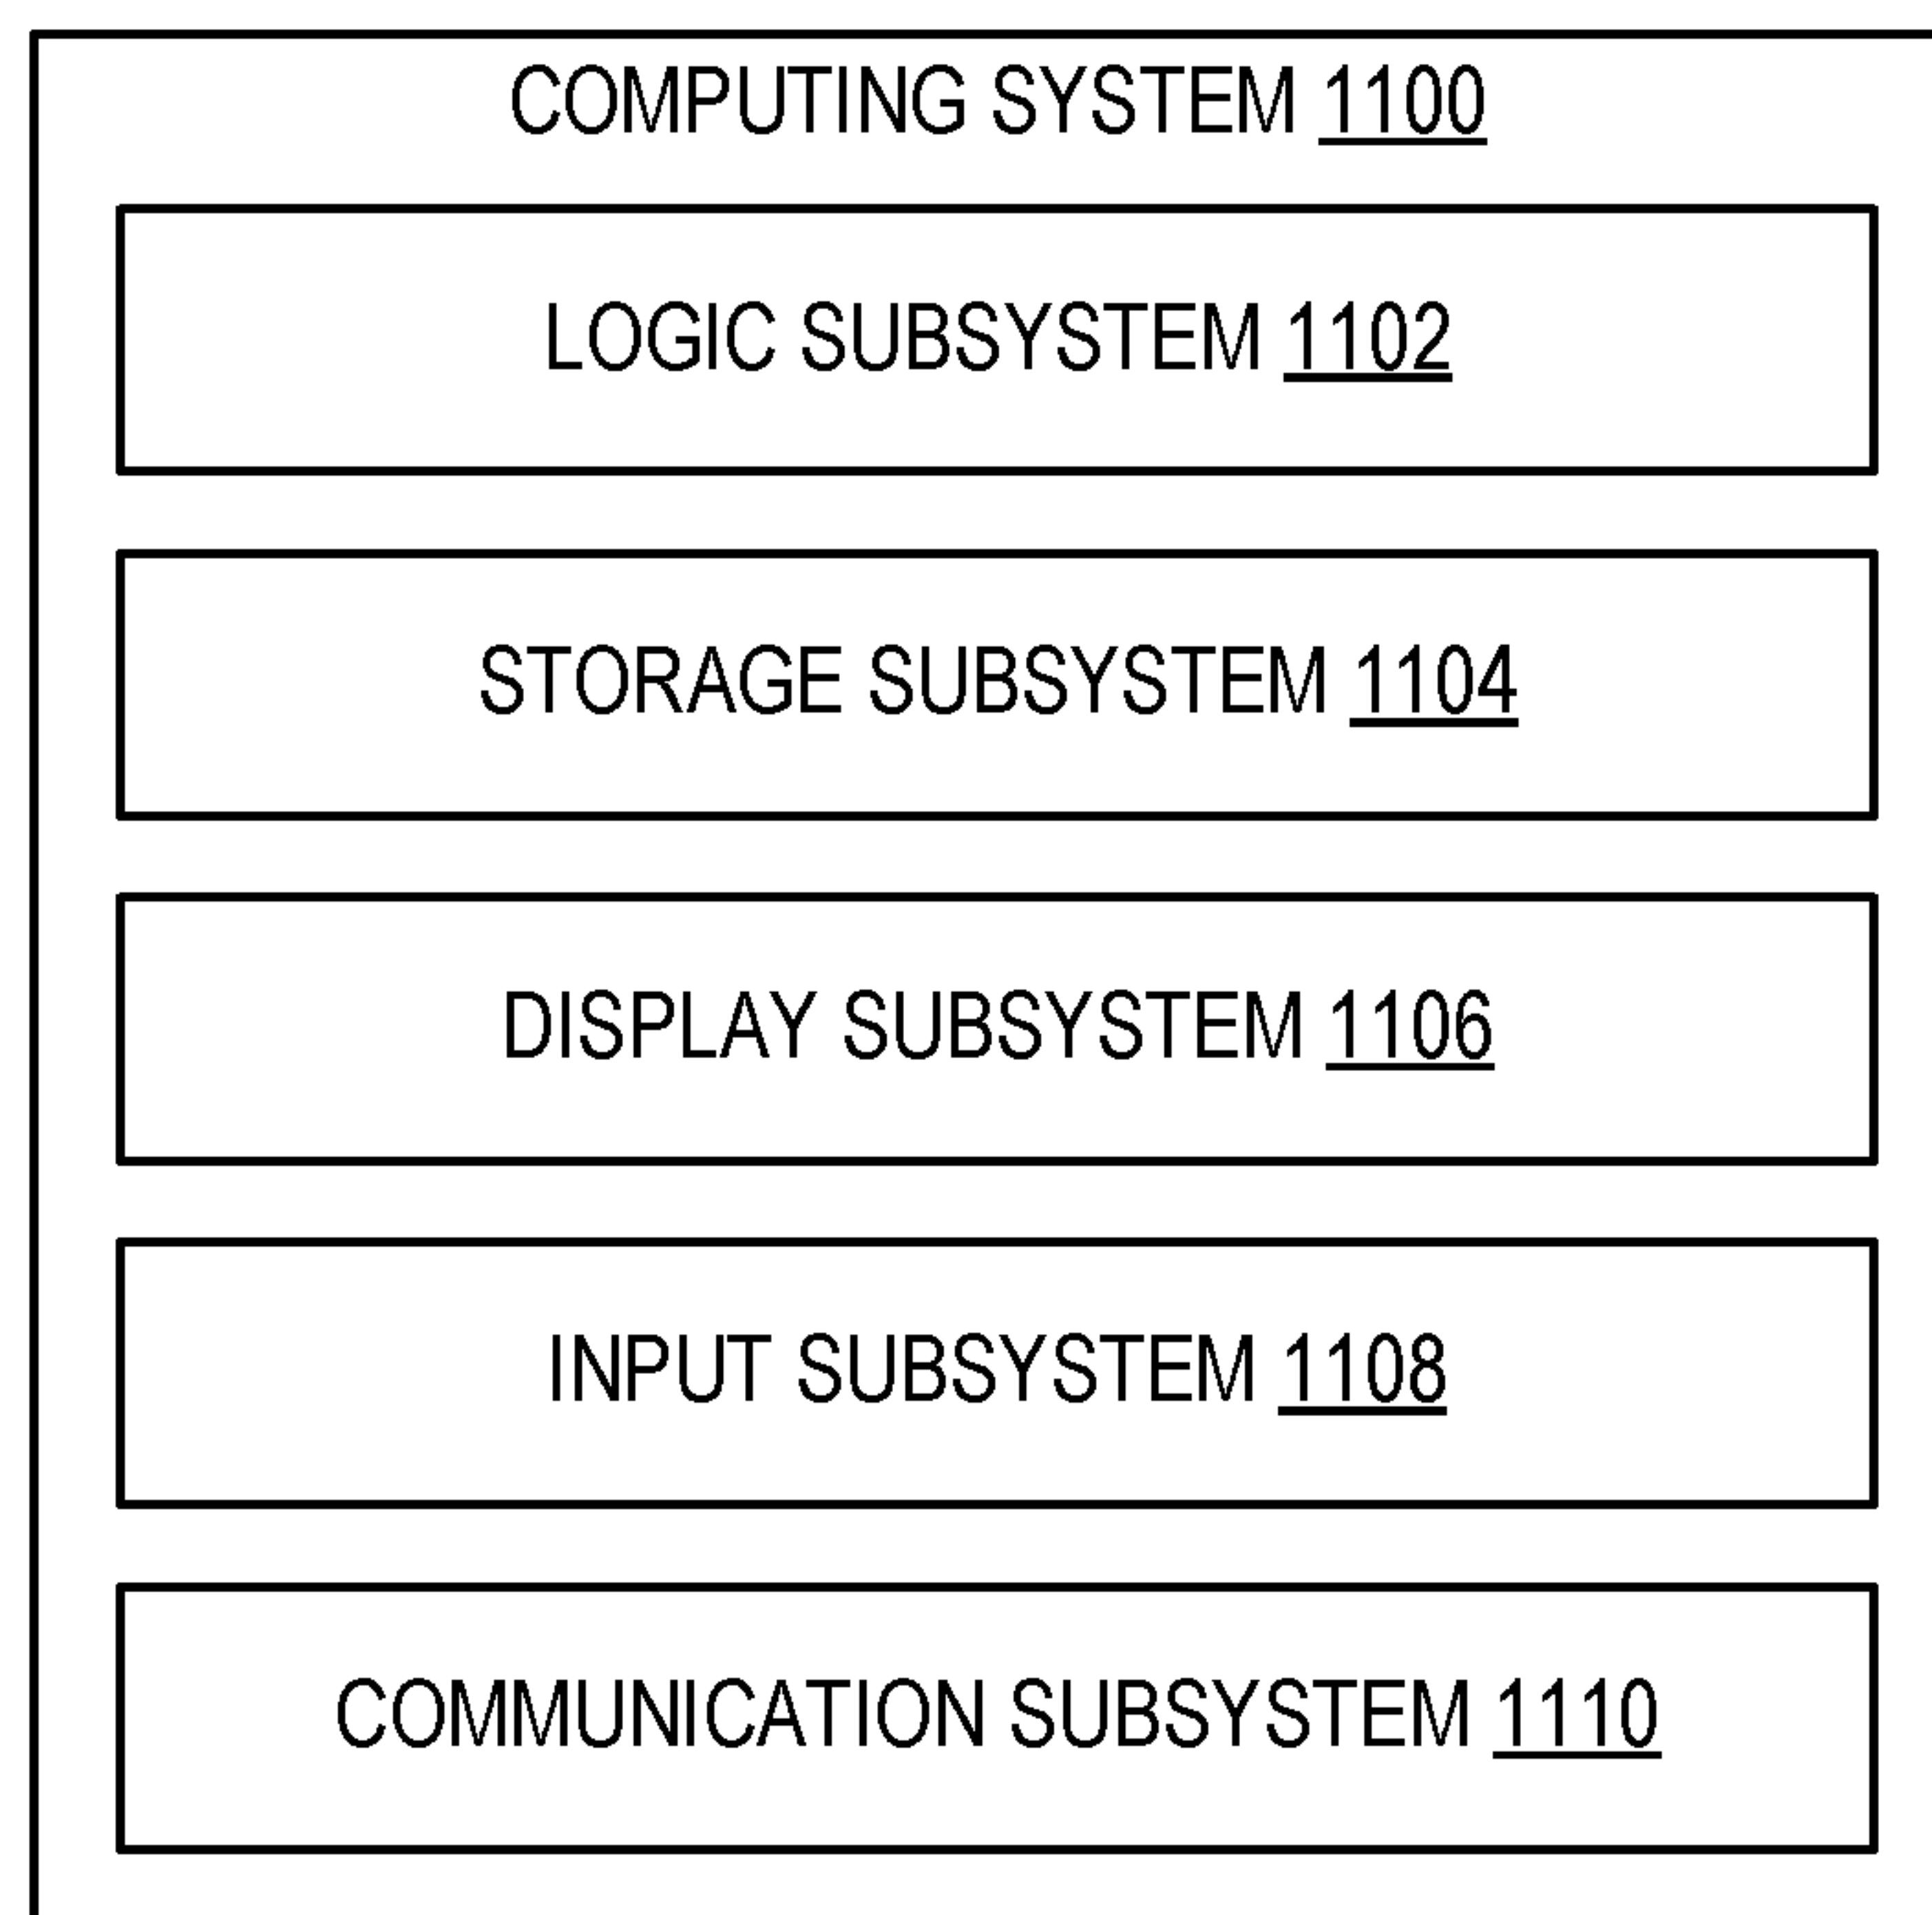 COMPUTING SYSTEM 1100
LOGIC SUBSYSTEM 1102
STORAGE SUBSYSTEM 1104
DISPLAY SUBSYSTEM 1106
INPUT SUBSYSTEM 1108
COMMUNICATION SUBSYSTEM 1110